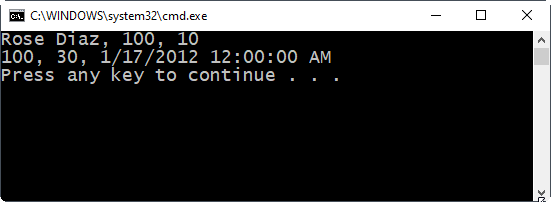 C:\WINDOWS\system32\cmd.exe
Rose Diaz, 100, 10
100, 30, 1/17/2012 12:00:00 AM
Press any key to continue . . .